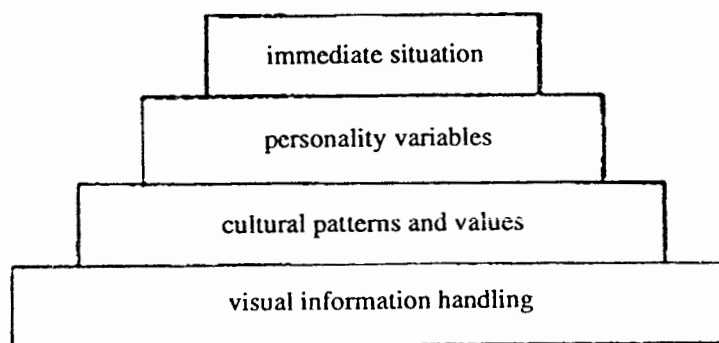 immediate situation
personality variables
cultural patterns and values
visual information handling